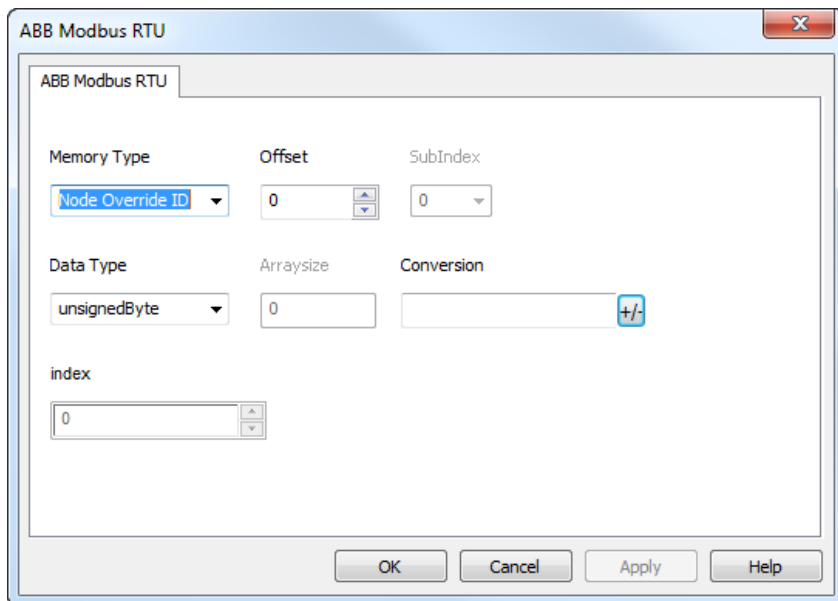 ABB Modbus RTU
X
ABB Modbus RTU
Memory Type Offset SubIndex
Node Override ID 0 0
Data Type Arraysize Conversion
unsignedByte 0 +/-
index
0
OK Cancel Apply Help